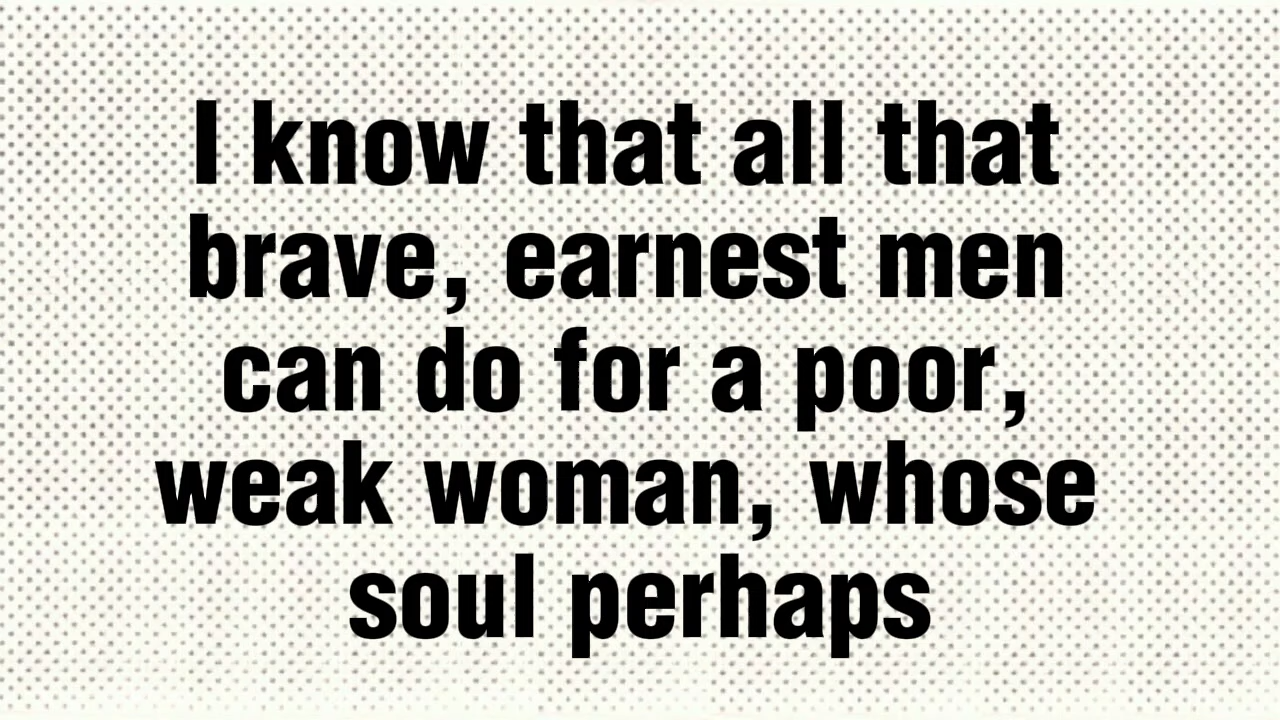 I know that all that
brave, earnest men
can do for a poor,
weak woman, whose
soul perhaps